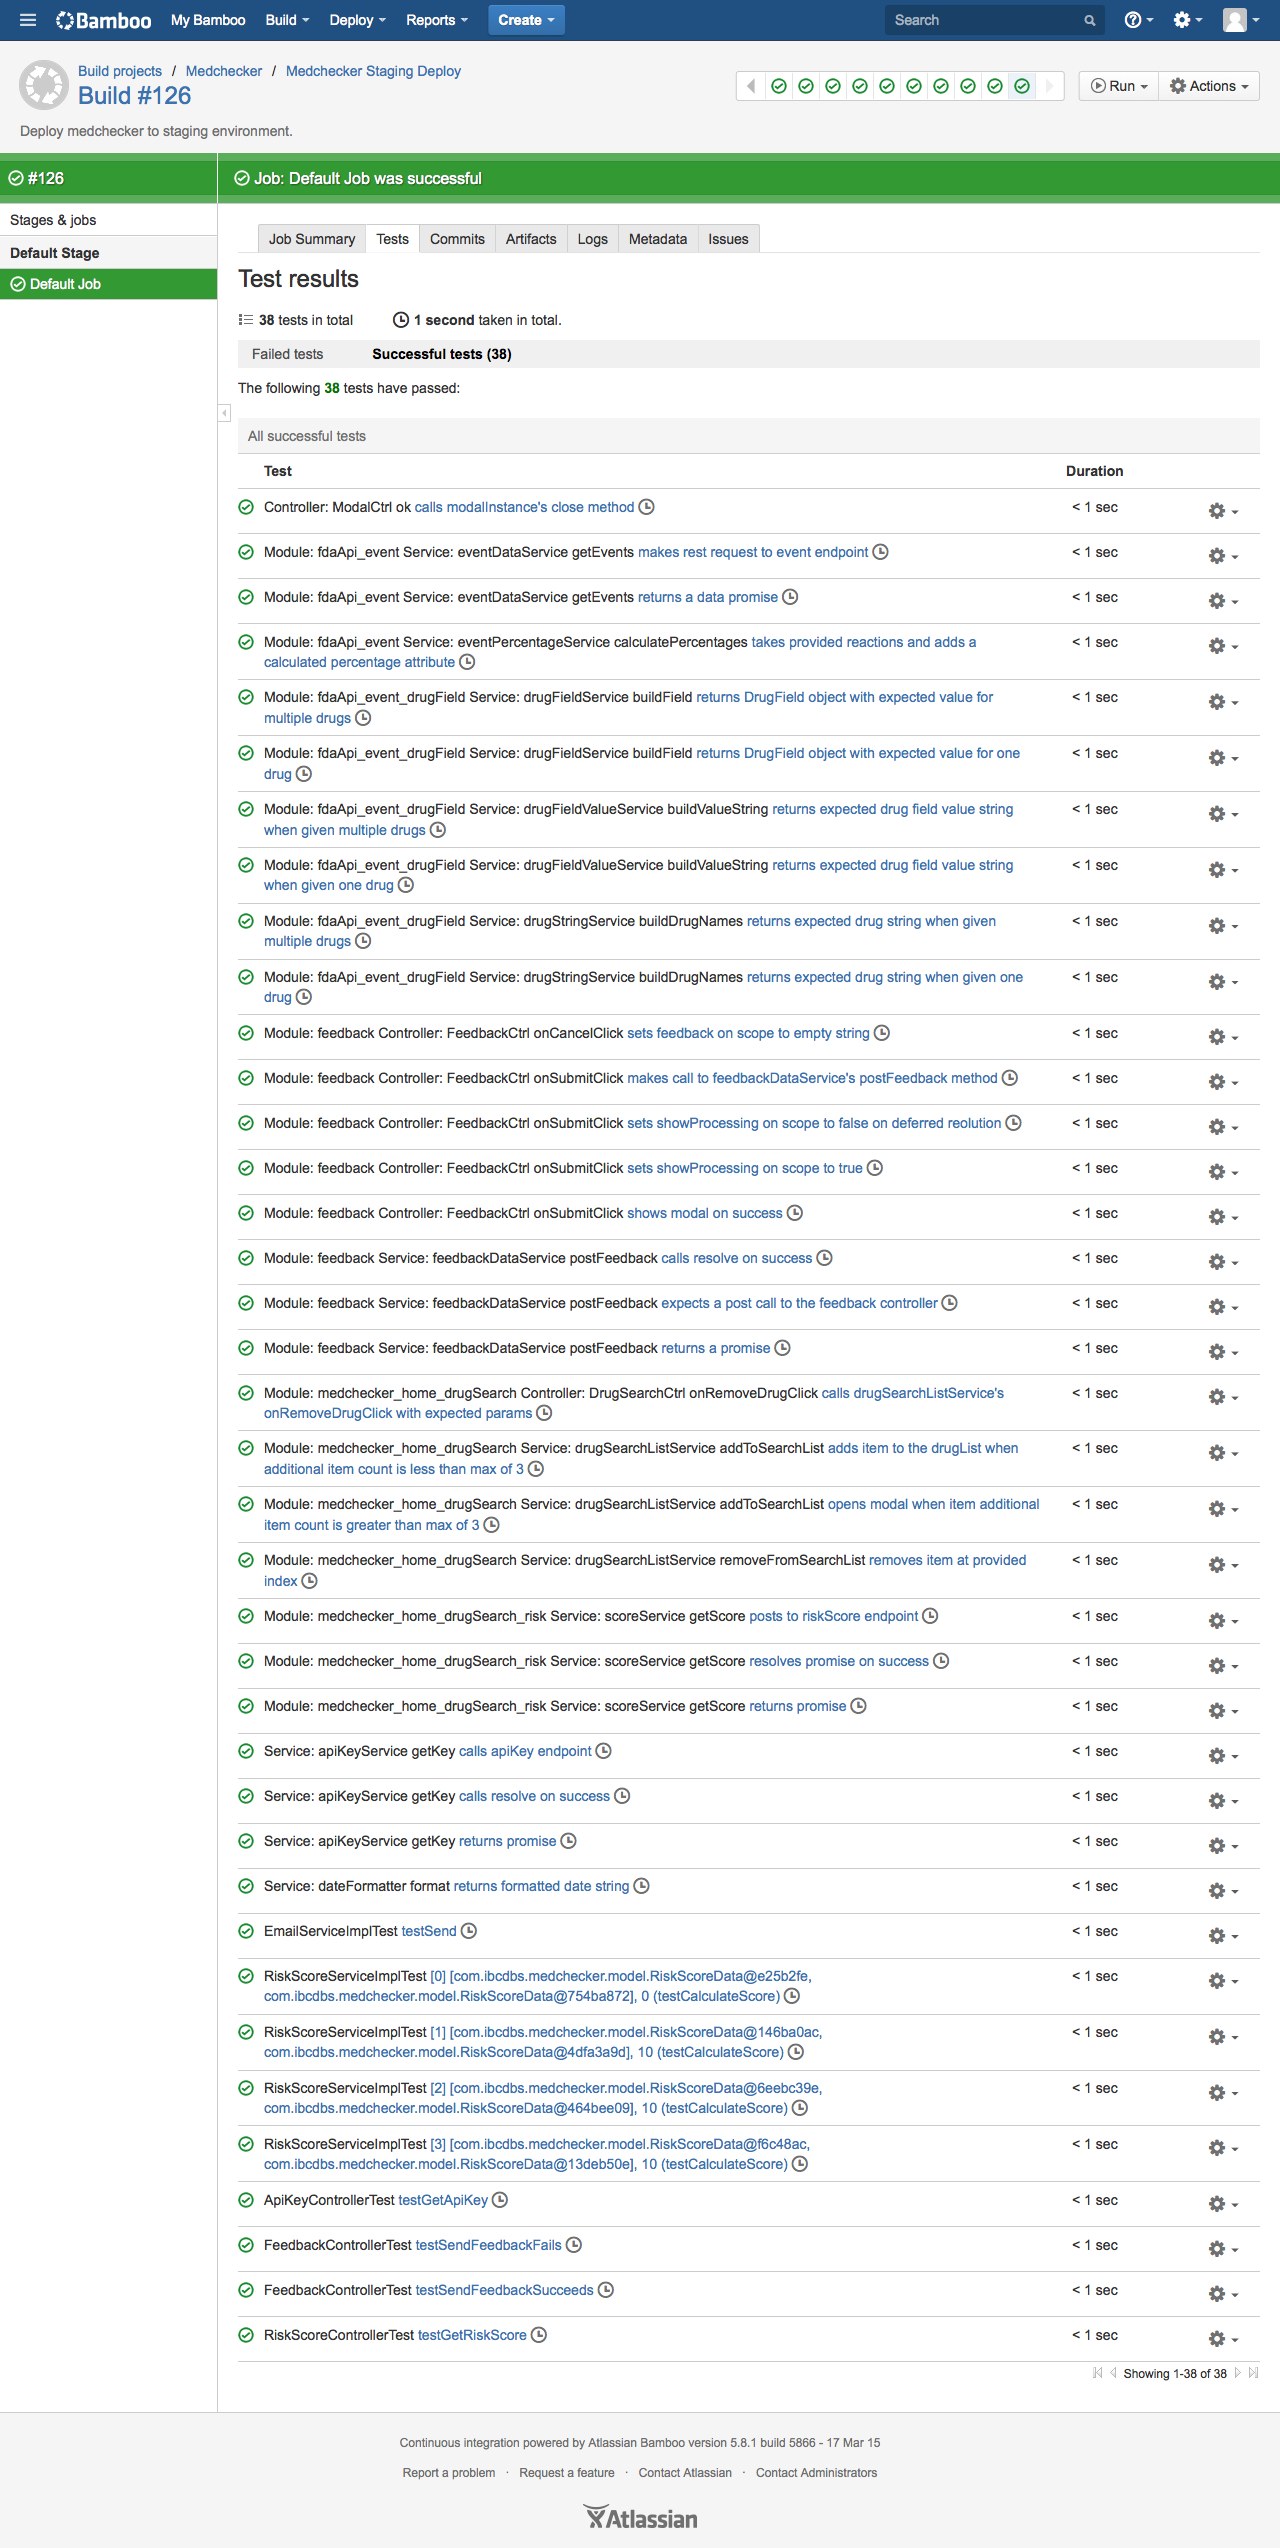 Bamboo My Bamboo Build Deploy Reports Create Search
Build projects / Medchecker / Medchecker Staging Deploy
Build #126
Run Actions
Deploy medchecker to staging environment.
#126
Job: Default Job was successful
Stages & jobs
Default Stage
Default Job
Job Summary Tests Commits Artifacts Logs Metadata Issues
Test results
38 tests in total 1 second taken in total.
Failed tests Successful tests (38)
The following 38 tests have passed:
All successful tests
Test Duration
Controller: ModalCtrl ok calls modalInstance's close method < 1 sec
Module: fdaApi_event Service: eventDataService getEvents makes rest request to event endpoint < 1 sec
Module: fdaApi_event Service: eventDataService getEvents returns a data promise < 1 sec
Module: fdaApi_event Service: eventPercentageService calculatePercentages takes provided reactions and adds a < 1 sec
calculated percentage attribute
Module: fdaApi_event_drugField Service: drugFieldService buildField returns DrugField object with expected value for < 1 sec
multiple drugs
Module: fdaApi_event_drugField Service: drugFieldService buildField returns DrugField object with expected value for one < 1 sec
drug
Module: fdaApi_event_drugField Service: drugFieldValueService buildValueString returns expected drug field value string < 1 sec
when given multiple drugs
Module: fdaApi_event_drugField Service: drugFieldValueService buildValueString returns expected drug field value string < 1 sec
when given one drug
Module: fdaApi_event_drugField Service: drugStringService buildDrugNames returns expected drug string when given < 1 sec
multiple drugs
Module: fdaApi_event_drugField Service: drugStringService buildDrugNames returns expected drug string when given one < 1 sec
drug
Module: feedback Controller: FeedbackCtrl onCancelClick sets feedback on scope to empty string < 1 sec
Module: feedback Controller: FeedbackCtrl onSubmitClick makes call to feedbackDataService's postFeedback method < 1 sec
Module: feedback Controller: FeedbackCtrl onSubmitClick sets showProcessing on scope to false on deferred reolution < 1 sec
Module: feedback Controller: FeedbackCtrl onSubmitClick sets showProcessing on scope to true < 1 sec
Module: feedback Controller: FeedbackCtrl onSubmitClick shows modal on success < 1 sec
Module: feedback Service: feedbackDataService postFeedback calls resolve on success < 1 sec
Module: feedback Service: feedbackDataService postFeedback expects a post call to the feedback controller < 1 sec
Module: feedback Service: feedbackDataService postFeedback returns a promise < 1 sec
Module: medchecker_home_drugSearch Controller: DrugSearchCtrl onRemoveDrugClick calls drugSearchListService's < 1 sec
onRemoveDrugClick with expected params
Module: medchecker_home_drugSearch Service: drugSearchListService addToSearchList adds item to the drugList when < 1 sec
additional item count is less than max of 3
Module: medchecker_home_drugSearch Service: drugSearchListService addToSearchList opens modal when item additional < 1 sec
item count is greater than max of 3
Module: medchecker_home_drugSearch Service: drugSearchListService removeFromSearchList removes item at provided < 1 sec
index
Module: medchecker_home_drugSearch_risk Service: scoreService getScore posts to riskScore endpoint < 1 sec
Module: medchecker_home_drugSearch_risk Service: scoreService getScore resolves promise on success < 1 sec
Module: medchecker_home_drugSearch_risk Service: scoreService getScore returns promise < 1 sec
Service: apiKeyService getKey calls apiKey endpoint < 1 sec
Service: apiKeyService getKey calls resolve on success < 1 sec
Service: apiKeyService getKey returns promise < 1 sec
Service: dateFormatter format returns formatted date string < 1 sec
EmailServiceImplTest testSend < 1 sec
RiskScoreServiceImplTest [0] [com.ibcdbs.medchecker.model.RiskScoreData@e25b2fe, < 1 sec
com.ibcdbs.medchecker.model.RiskScoreData@754ba872], 0 (testCalculateScore)
RiskScoreServiceImplTest [1] [com.ibcdbs.medchecker.model.RiskScoreData@146ba0ac, < 1 sec
com.ibcdbs.medchecker.model.RiskScoreData@4dfa3a9d], 10 (testCalculateScore)
RiskScoreServiceImplTest [2] [com.ibcdbs.medchecker.model.RiskScoreData@6eebc39e, < 1 sec
com.ibcdbs.medchecker.model.RiskScoreData@464bee09], 10 (testCalculateScore)
RiskScoreServiceImplTest [3] [com.ibcdbs.medchecker.model.RiskScoreData@f6c48ac, < 1 sec
com.ibcdbs.medchecker.model.RiskScoreData@13deb50e], 10 (testCalculateScore)
ApiKeyControllerTest testGetApiKey < 1 sec
FeedbackControllerTest testSendFeedbackFails < 1 sec
FeedbackControllerTest testSendFeedbackSucceeds < 1 sec
RiskScoreControllerTest testGetRiskScore < 1 sec
Showing 1-38 of 38
Continuous integration powered by Atlassian Bamboo version 5.8.1 build 5866 - 17 Mar 15
Report a problem · Request a feature · Contact Atlassian · Contact Administrators
Atlassian